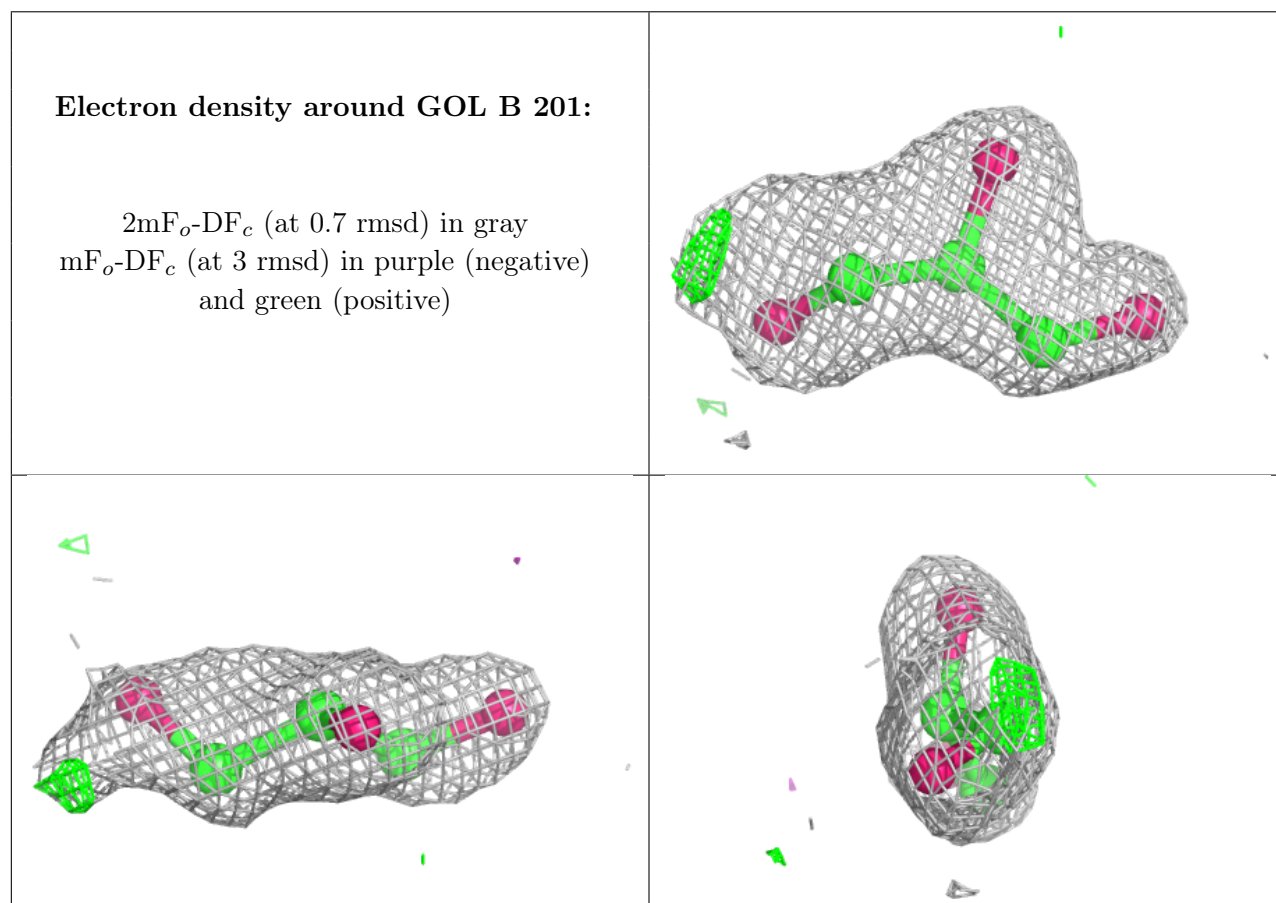 Electron density around GOL B 201:
2mFo-DFc (at 0.7 rmsd) in gray
mFo-DFc (at 3 rmsd) in purple (negative)
and green (positive)